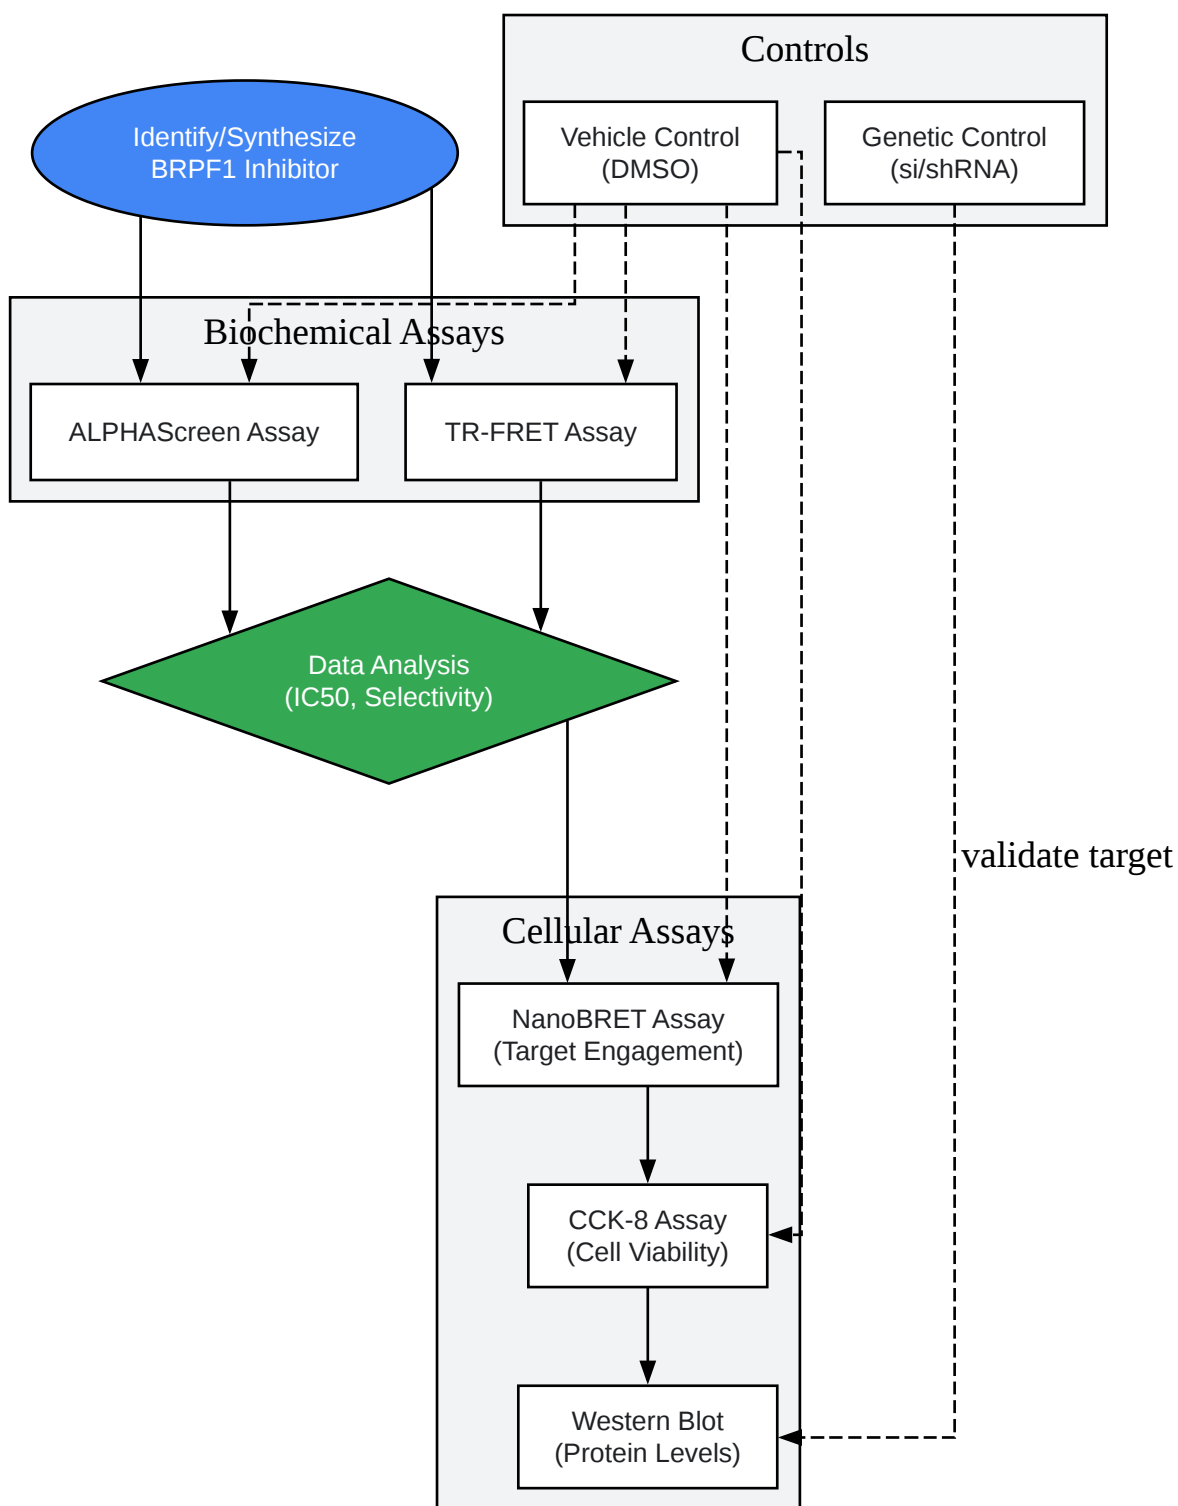 Controls
Identify/Synthesize
BRPF1 Inhibitor
Vehicle Control
(DMSO)
Genetic Control
(si/shRNA)
Biochemical Assays
ALPHAScreen Assay
TR-FRET Assay
Data Analysis
(IC50, Selectivity)
validate target
Cellular Assays
NanoBRET Assay
(Target Engagement)
CCK-8 Assay
(Cell Viability)
Western Blot
(Protein Levels)